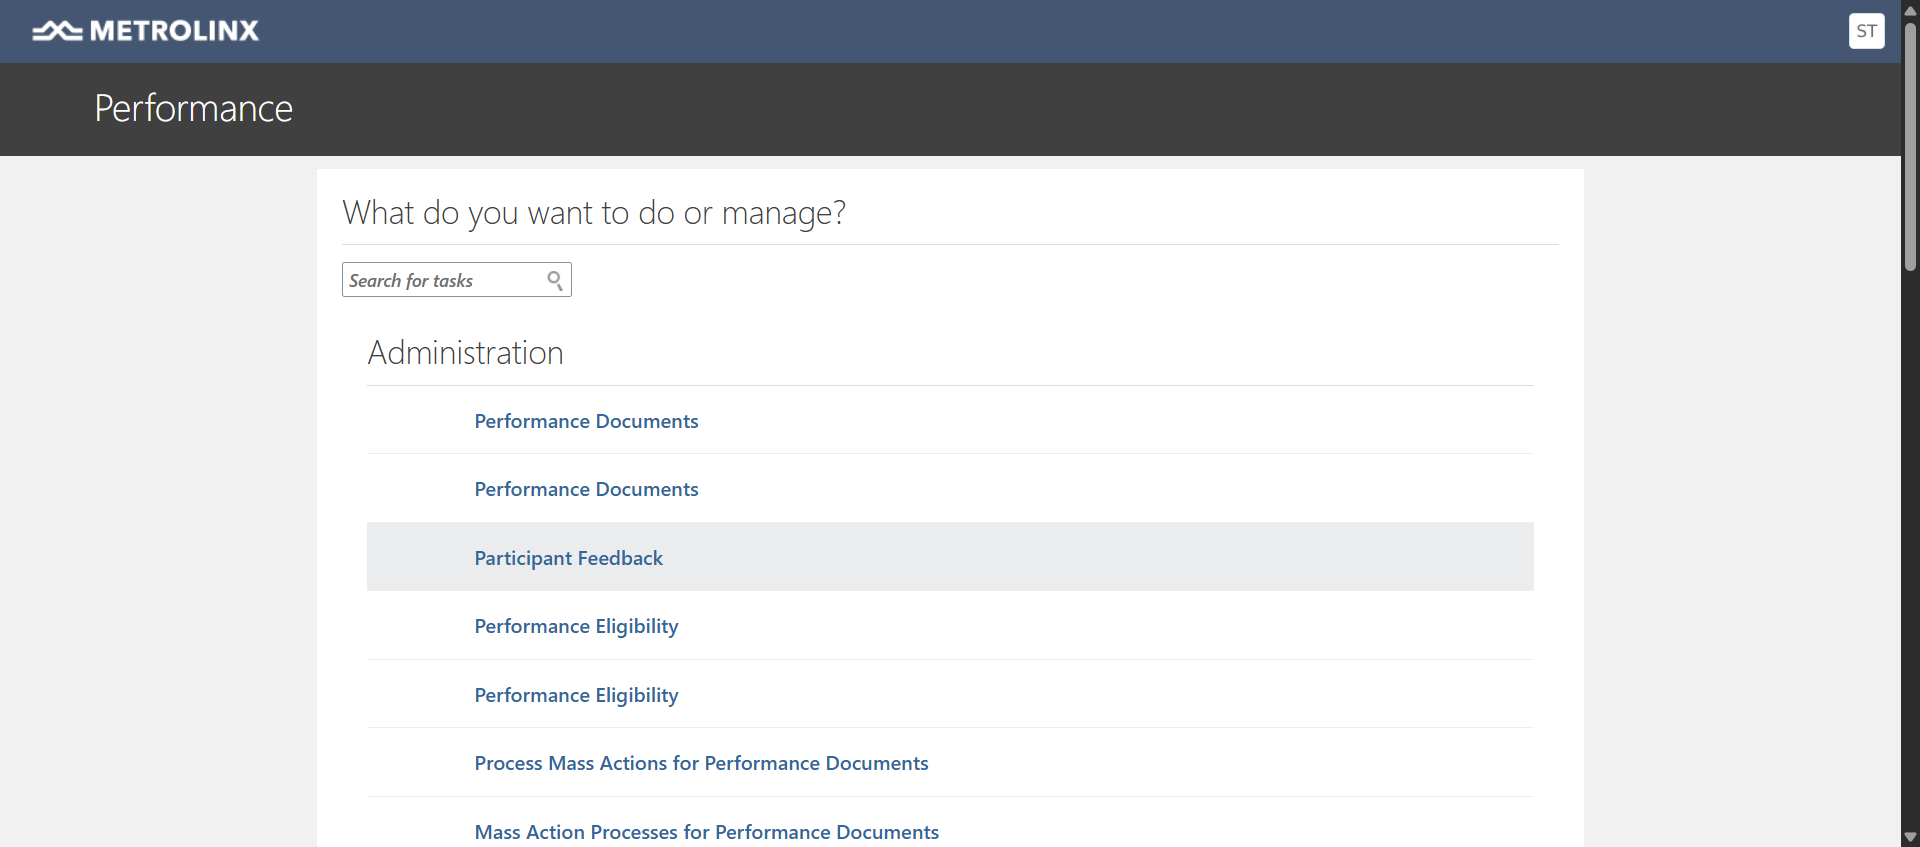 METROLINX
ST
Performance
What do you want to do or manage?
Search for tasks
Administration
Performance Documents
Performance Documents
Participant Feedback
Performance Eligibility
Performance Eligibility
Process Mass Actions for Performance Documents
Mass Action Processes for Performance Documents